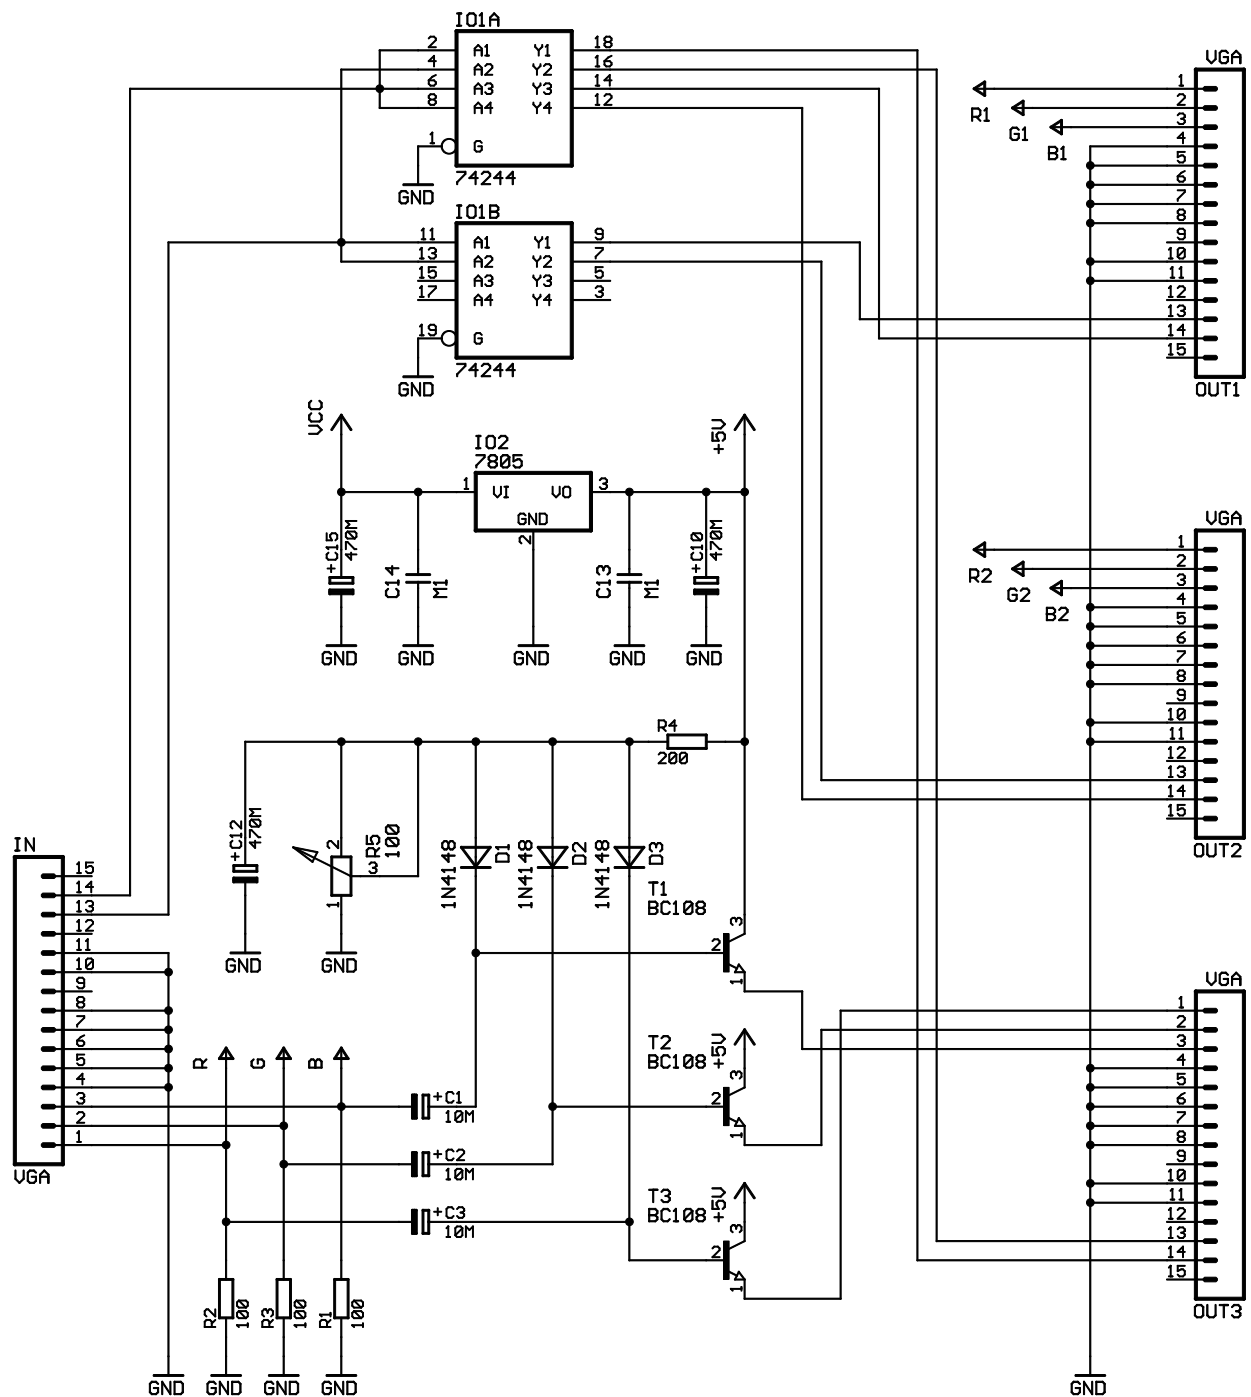 IO1A
2 A1 Y1 18
4 A2 Y2 16
6 A3 Y3 14
8 A4 Y4 12
1 G
74244
GND
IO1B
11 A1 Y1 9
13 A2 Y2 7
15 A3 Y3 5
17 A4 Y4 3
19 G
74244
GND
VGA
1
2
3
4
5
6
7
8
9
10
11
12
13
14
15
OUT1
R1
G1
B1
VCC
IO2
7805
1 VI VO 3
GND
2
+5V
+C15
470M
C14
M1
C13
M1
+C10
470M
GND GND GND GND GND
VGA
1
2
3
4
5
6
7
8
9
10
11
12
13
14
15
OUT2
R2
G2
B2
R4
200
+C12
470M
2
R5
100
3
1
GND GND
1N4148 D1
1N4148 D2
1N4148 D3
T1
BC108
3
2
1
IN
15
14
13
12
11
10
9
8
7
6
5
4
3
2
1
VGA
R G B
T2
BC108 +5V
3
2
1
+C1
10M
+C2
10M
+C3
10M
T3
BC108 +5V
3
2
1
VGA
1
2
3
4
5
6
7
8
9
10
11
12
13
14
15
OUT3
R2
100
R3
100
R1
100
GND GND GND GND GND